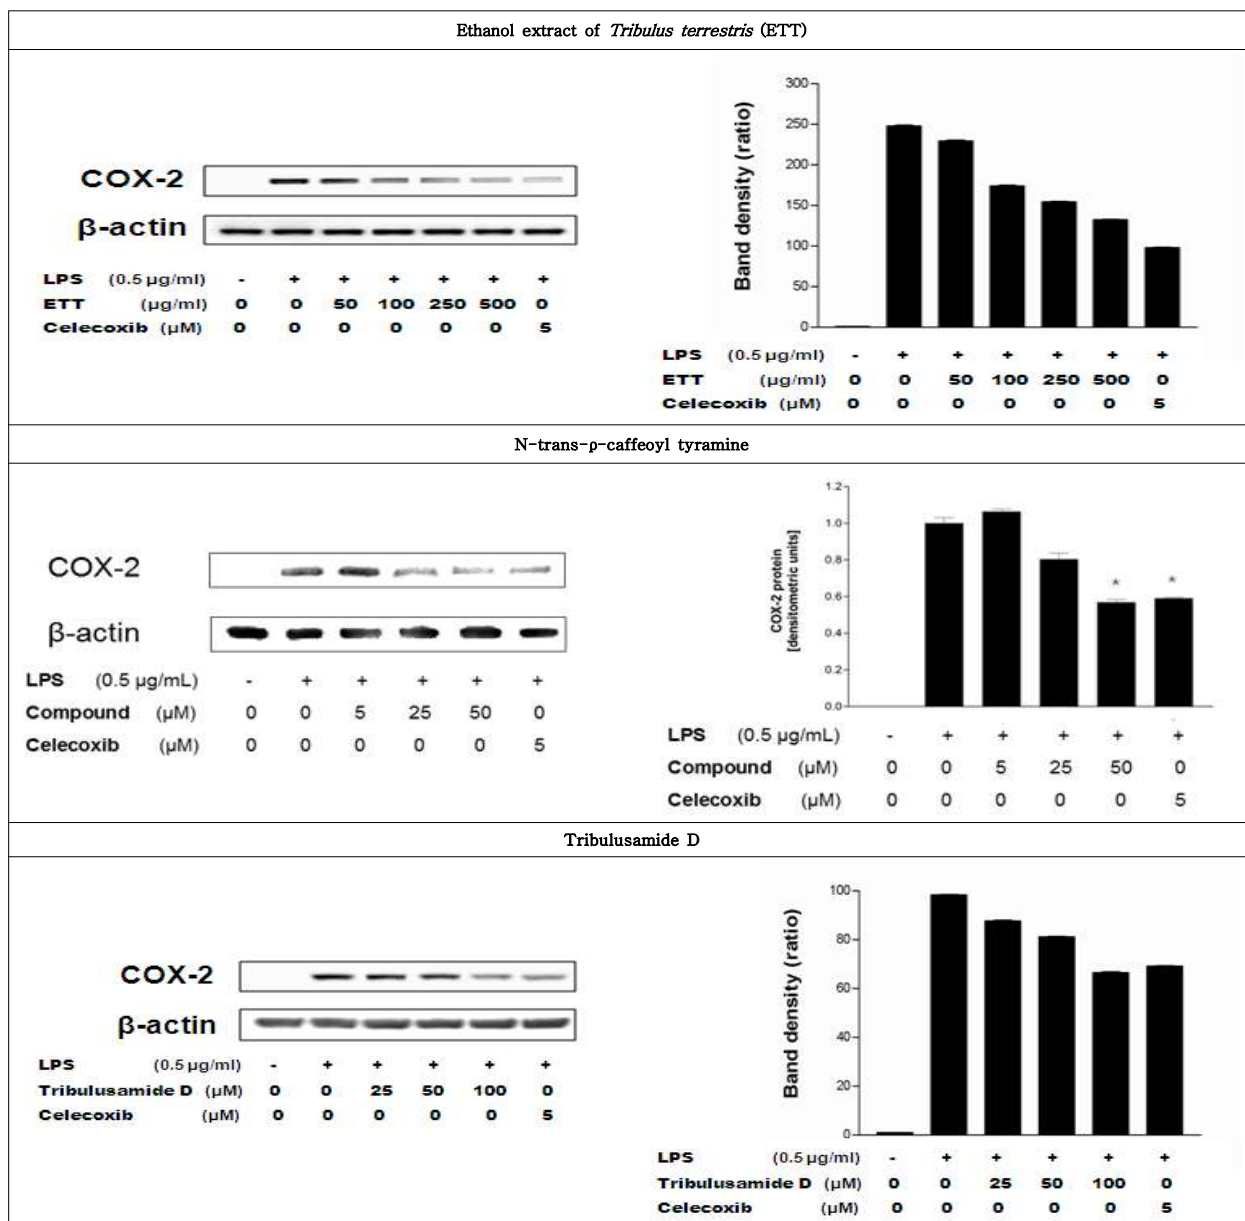 Ethanol extract of Tribulus terrestris (ETT)
COX-2
β-actin
LPS (0.5 µg/ml) - + + + + + +
ETT (µg/ml) 0 0 50 100 250 500 0
Celecoxib (µM) 0 0 0 0 0 0 5
Band density (ratio)
300
250
200
150
100
50
0
LPS (0.5 µg/ml) - + + + + + +
ETT (µg/ml) 0 0 50 100 250 500 0
Celecoxib (µM) 0 0 0 0 0 0 5
N-trans-ρ-caffeoyl tyramine
COX-2
β-actin
LPS (0.5 µg/mL) - + + + + +
Compound (µM) 0 0 5 25 50 0
Celecoxib (µM) 0 0 0 0 0 5
COX-2 protein
[densitometric units]
1.2
1.0
0.8
0.6
0.4
0.2
0.0
* *
LPS (0.5 µg/mL) - + + + + +
Compound (µM) 0 0 5 25 50 0
Celecoxib (µM) 0 0 0 0 0 5
Tribulusamide D
COX-2
β-actin
LPS (0.5 µg/ml) - + + + + +
Tribulusamide D (µM) 0 0 25 50 100 0
Celecoxib (µM) 0 0 0 0 0 5
Band density (ratio)
100
80
60
40
20
0
LPS (0.5 µg/ml) - + + + + +
Tribulusamide D (µM) 0 0 25 50 100 0
Celecoxib (µM) 0 0 0 0 0 5